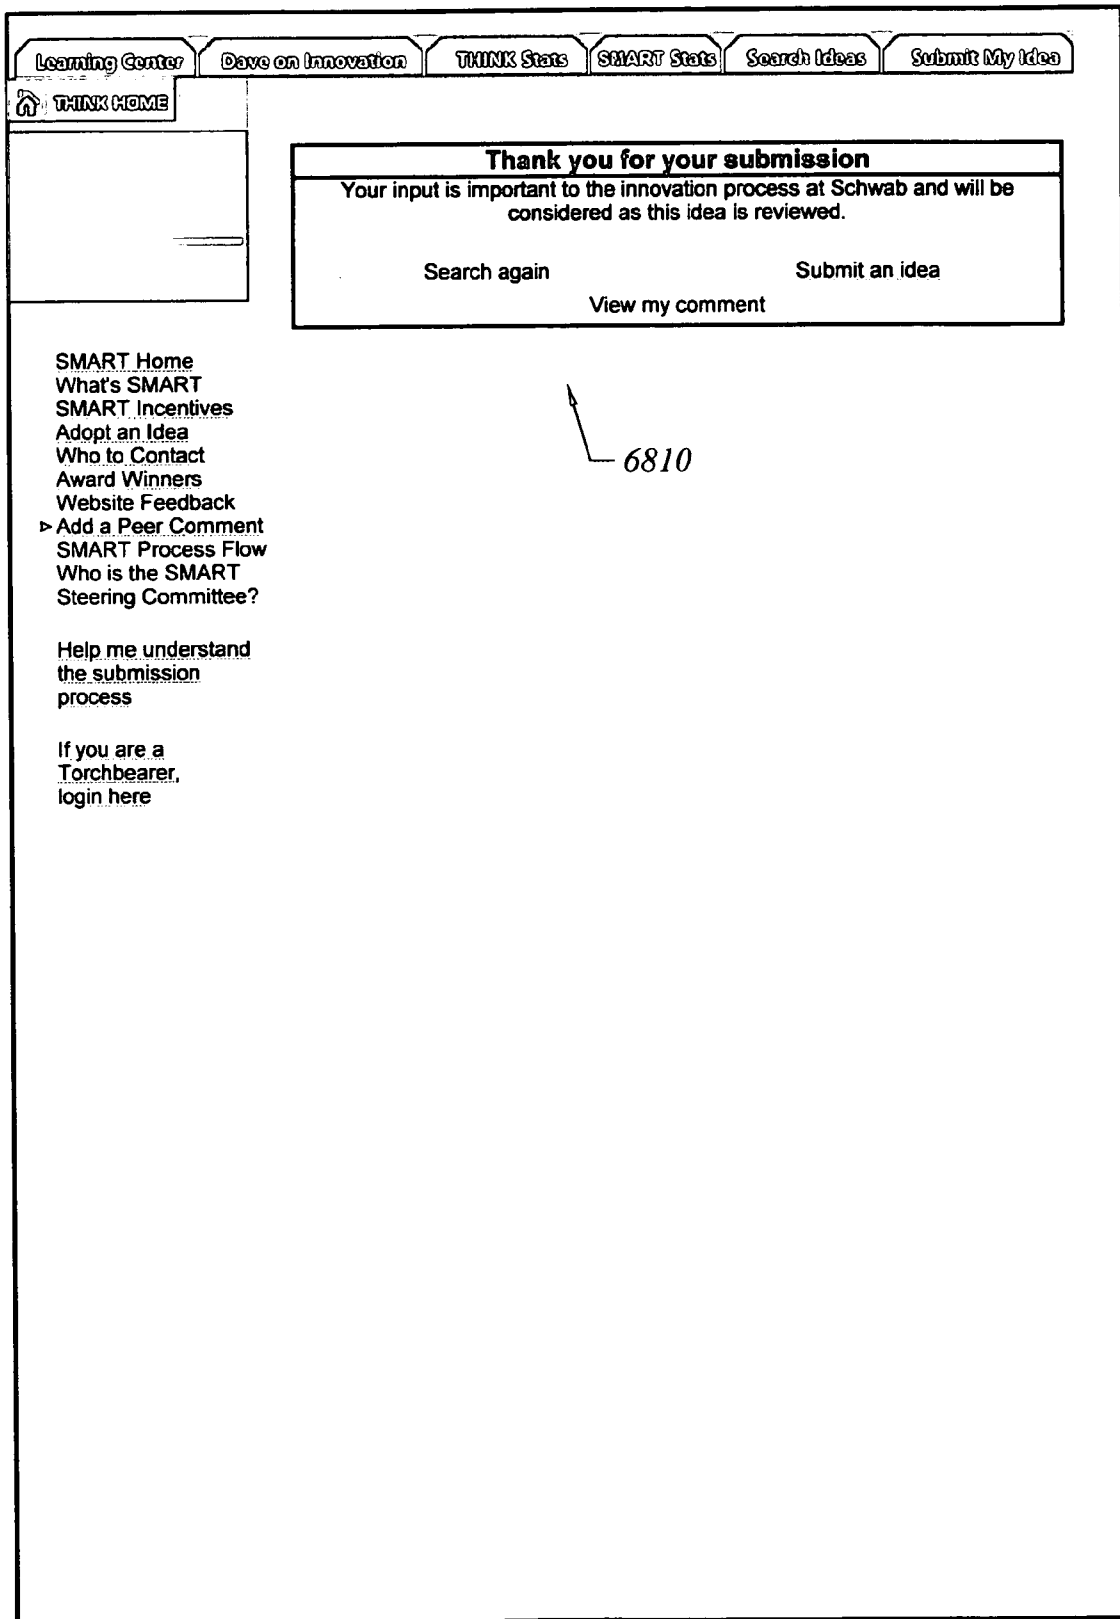 Learning Center Dave on Innovation THINK Stats SMART Stats Search Ideas Submit My Idea
THINK HOME
Thank you for your submission
Your input is important to the innovation process at Schwab and will be
considered as this idea is reviewed.
Search again Submit an idea
View my comment
6810
SMART Home
What's SMART
SMART Incentives
Adopt an Idea
Who to Contact
Award Winners
Website Feedback
Add a Peer Comment
SMART Process Flow
Who is the SMART
Steering Committee?
Help me understand
the submission
process
If you are a
Torchbearer,
login here